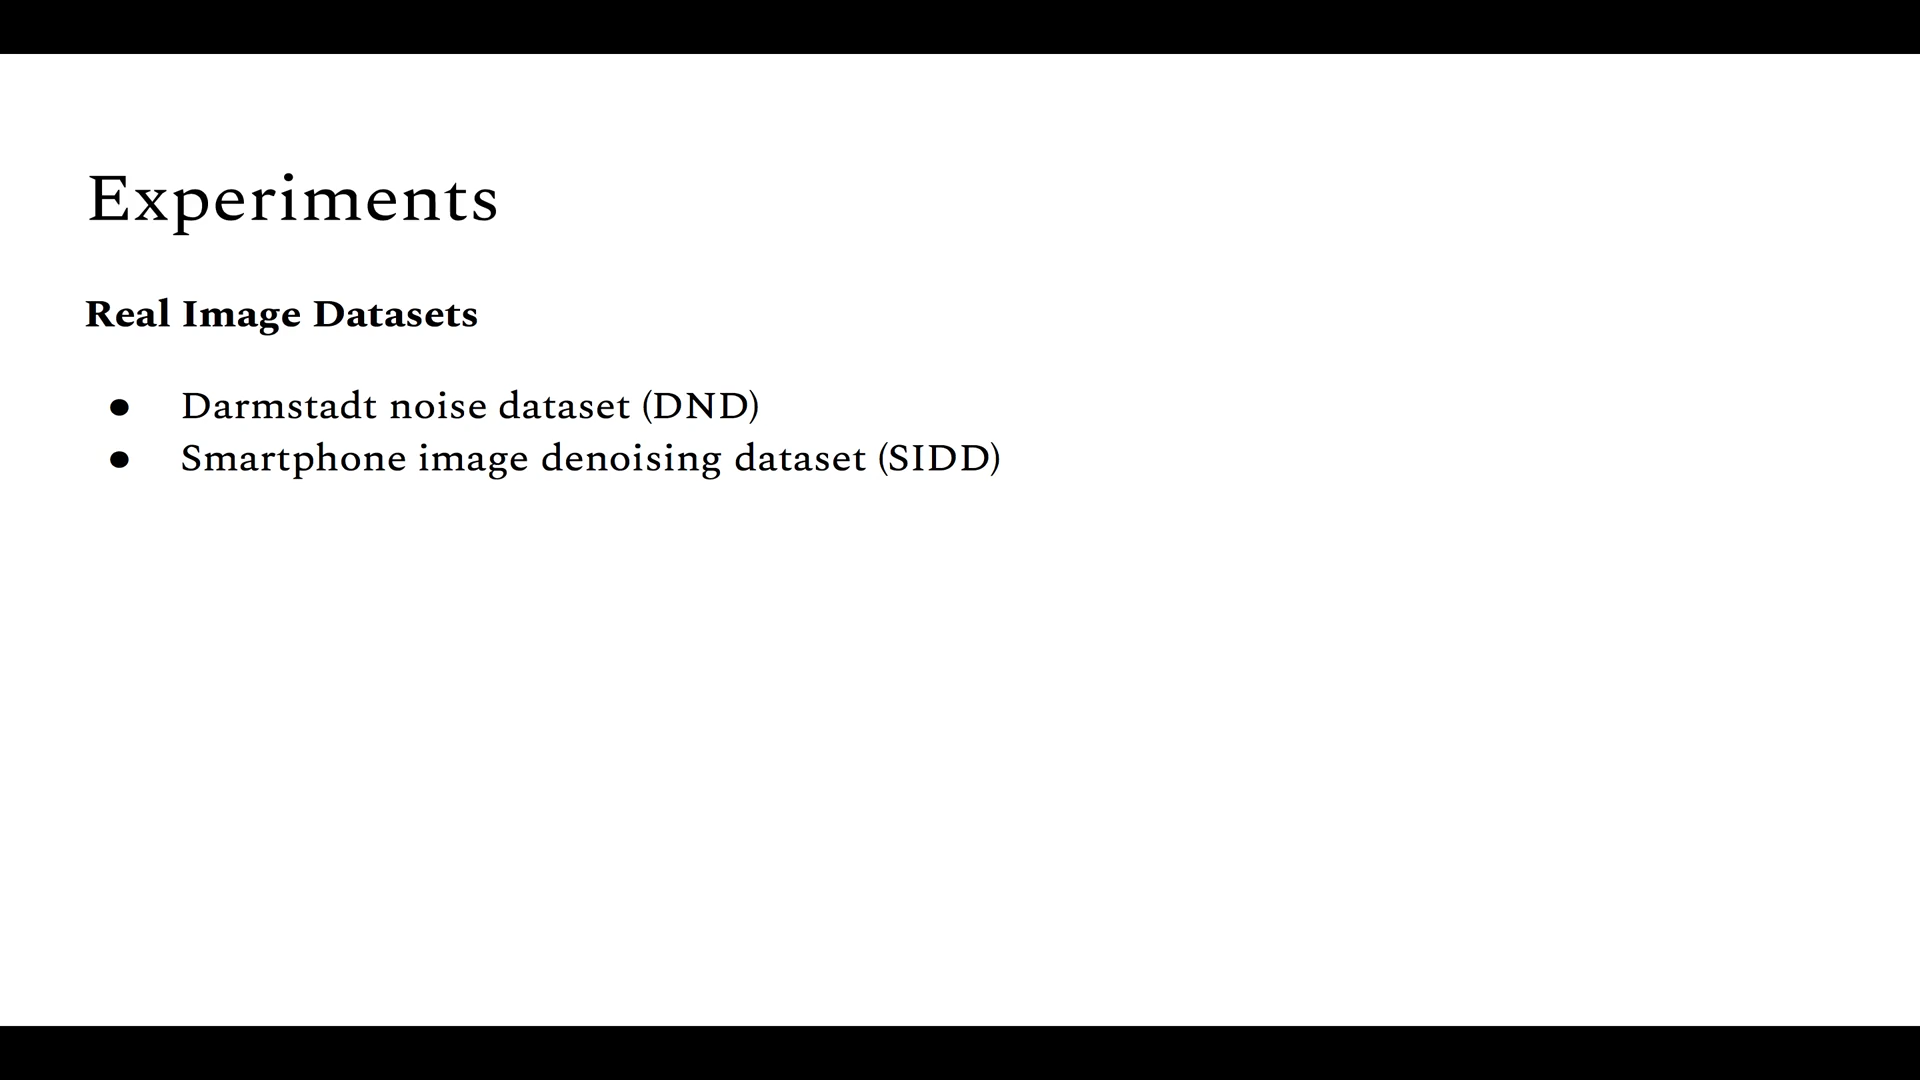 Experiments
Real Image Datasets
● Darmstadt noise dataset (DND)
● Smartphone image denoising dataset (SIDD)